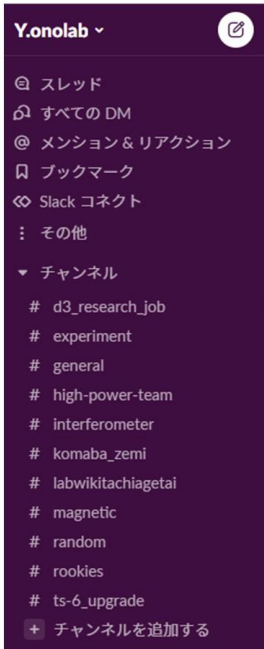 Y.onolab
スレッド
すべての DM
@ メンション & リアクション
ブックマーク
Slack コネクト
その他
チャンネル
# d3_research_job
# experiment
# general
# high-power-team
# interferometer
# komaba_zemi
# labwikitachiagetai
# magnetic
# random
# rookies
# ts-6_upgrade
+ チャンネルを追加する